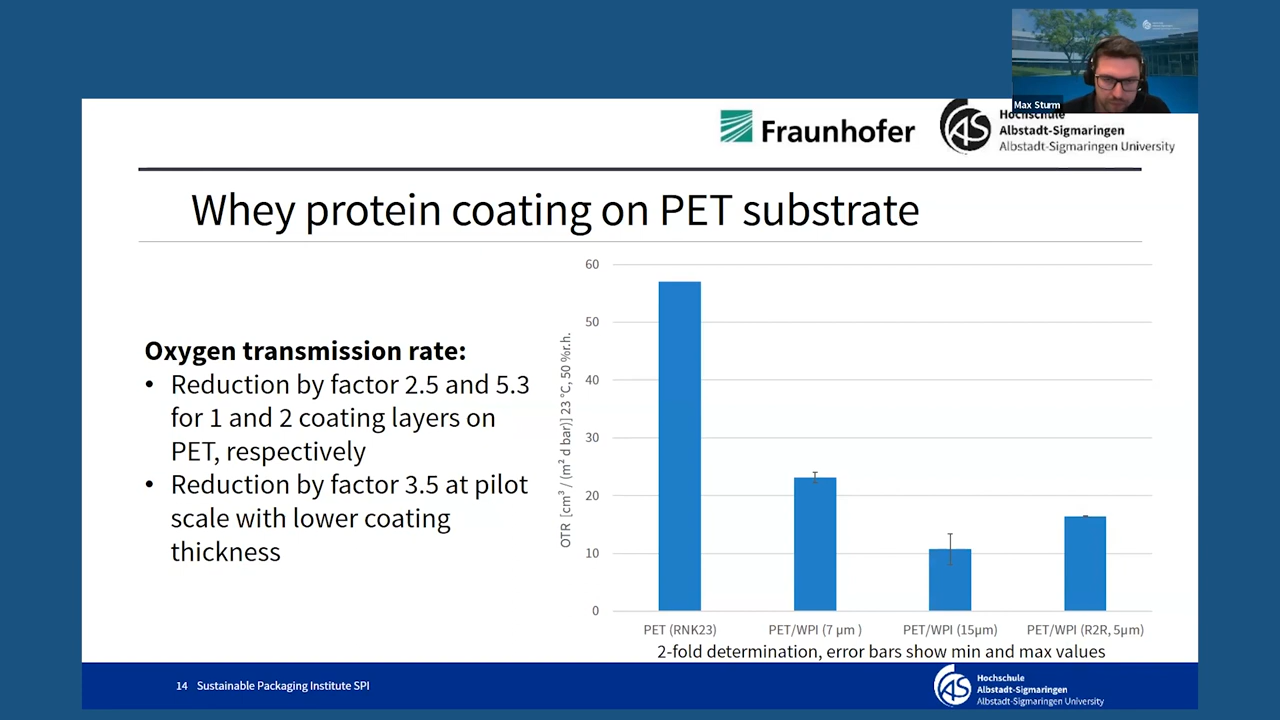 Max Sturm
Fraunhofer
Hochschule
Albstadt-Sigmaringen
Albstadt-Sigmaringen University
Whey protein coating on PET substrate
Oxygen transmission rate:
• Reduction by factor 2.5 and 5.3
for 1 and 2 coating layers on
PET, respectively
• Reduction by factor 3.5 at pilot
scale with lower coating
thickness
OTR [cm³ / (m² d bar)] 23 °C, 50 %r.h.
60
50
40
30
20
10
0
PET (RNK23) PET/WPI (7 µm ) PET/WPI (15µm) PET/WPI (R2R, 5µm)
2-fold determination, error bars show min and max values
14 Sustainable Packaging Institute SPI
Hochschule
Albstadt-Sigmaringen
Albstadt-Sigmaringen University